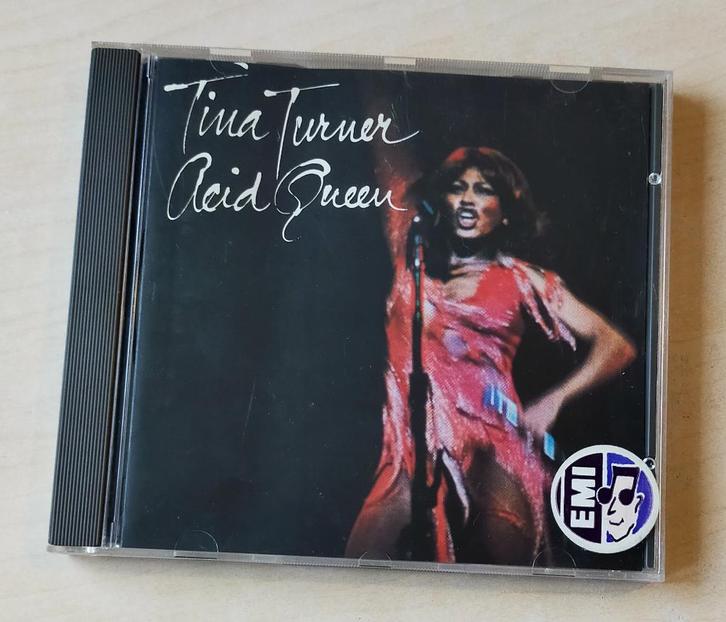 Tina Turner
Acid Queen
EMI